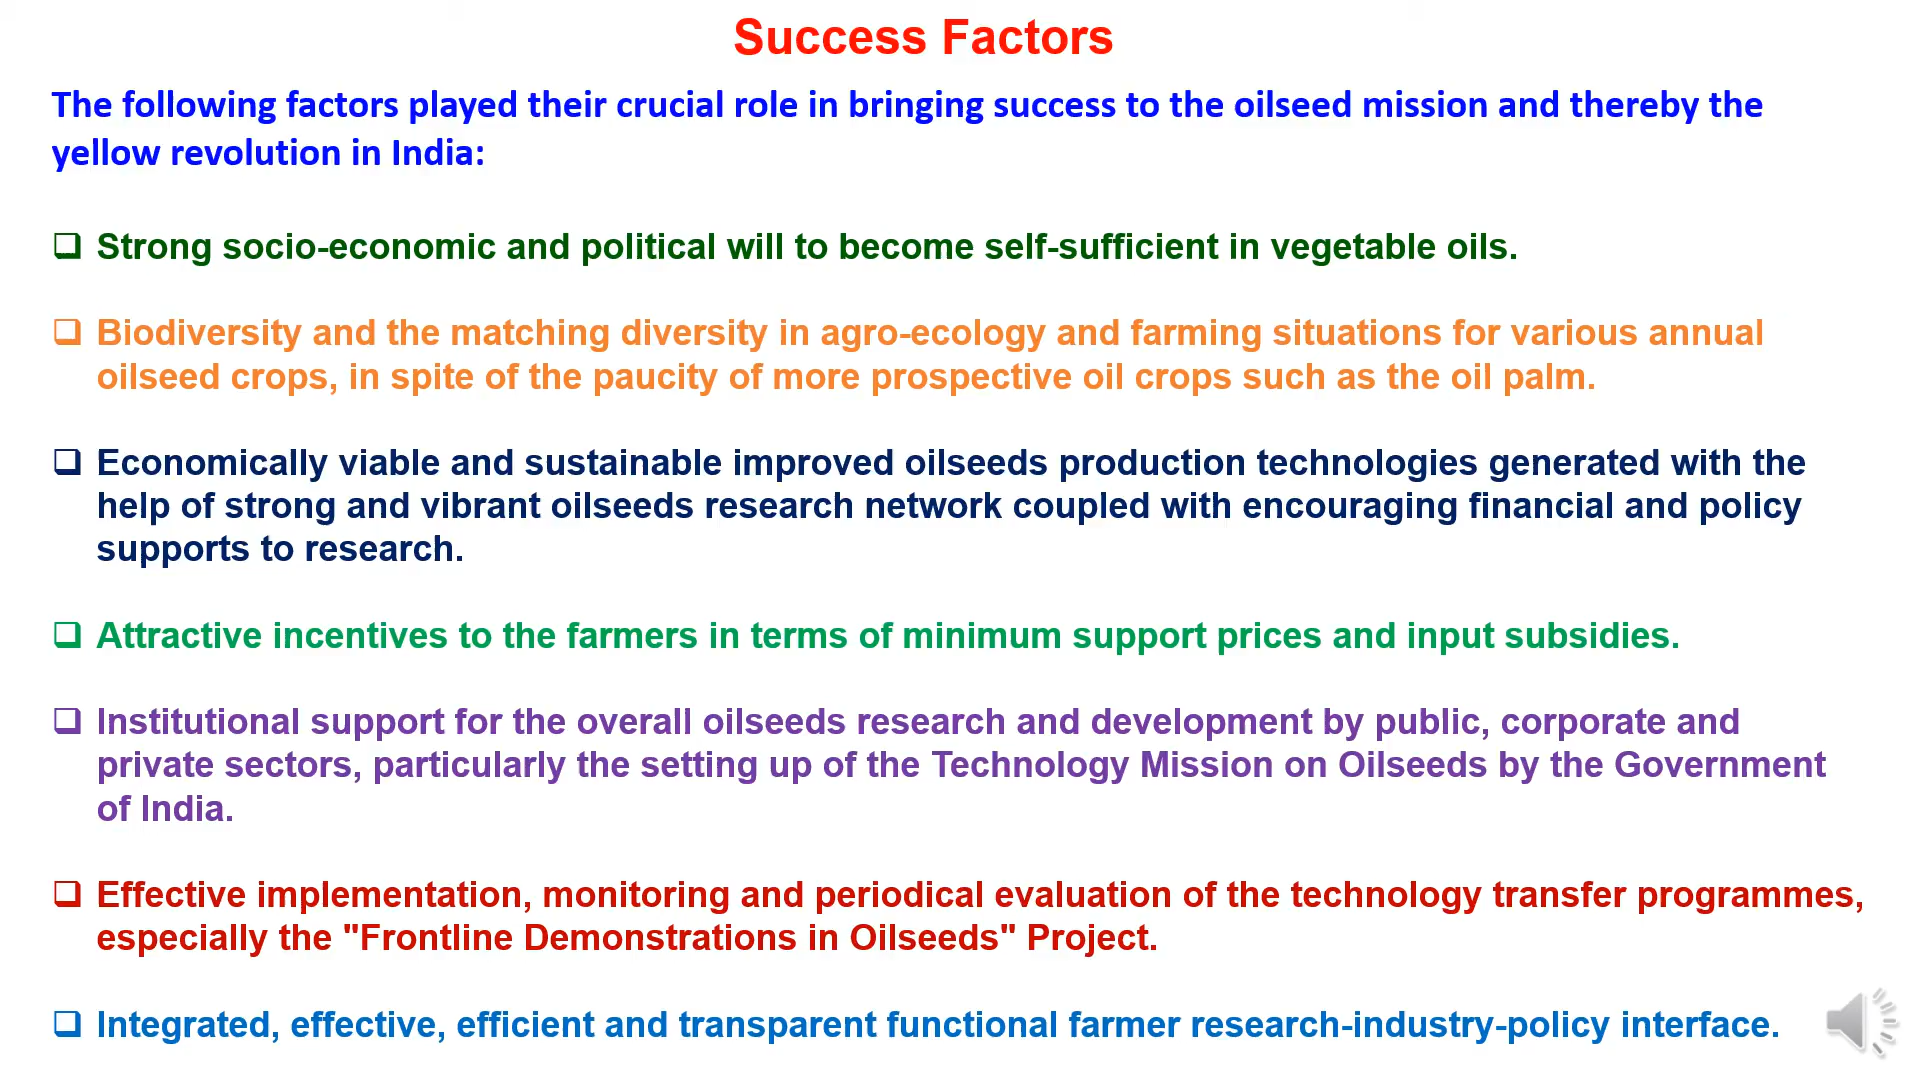 Success Factors
The following factors played their crucial role in bringing success to the oilseed mission and thereby the
yellow revolution in India:
❑ Strong socio-economic and political will to become self-sufficient in vegetable oils.
❑ Biodiversity and the matching diversity in agro-ecology and farming situations for various annual
oilseed crops, in spite of the paucity of more prospective oil crops such as the oil palm.
❑ Economically viable and sustainable improved oilseeds production technologies generated with the
help of strong and vibrant oilseeds research network coupled with encouraging financial and policy
supports to research.
❑ Attractive incentives to the farmers in terms of minimum support prices and input subsidies.
❑ Institutional support for the overall oilseeds research and development by public, corporate and
private sectors, particularly the setting up of the Technology Mission on Oilseeds by the Government
of India.
❑ Effective implementation, monitoring and periodical evaluation of the technology transfer programmes,
especially the "Frontline Demonstrations in Oilseeds" Project.
❑ Integrated, effective, efficient and transparent functional farmer research-industry-policy interface.